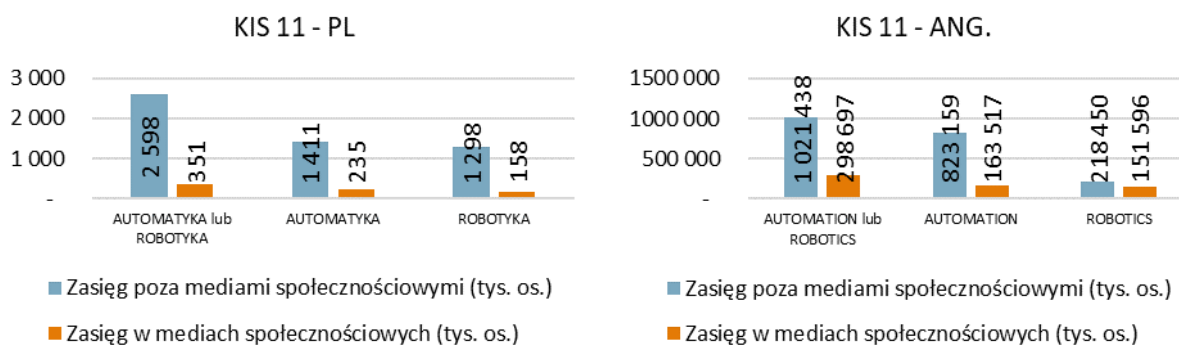 KIS 11 - PL
3 000
2 000
1 000
-
2 598
351
1 411
235
1 298
158
AUTOMATYKA lub
ROBOTYKA
AUTOMATYKA
ROBOTYKA
Zasięg poza mediami społecznościowymi (tys. os.)
Zasięg w mediach społecznościowych (tys. os.)
KIS 11 - ANG.
1500 000
1000 000
500 000
-
1 021 438
298 697
823 159
163 517
218 450
151 596
AUTOMATION lub
ROBOTICS
AUTOMATION
ROBOTICS
Zasięg poza mediami społecznościowymi (tys. os.)
Zasięg w mediach społecznościowych (tys. os.)